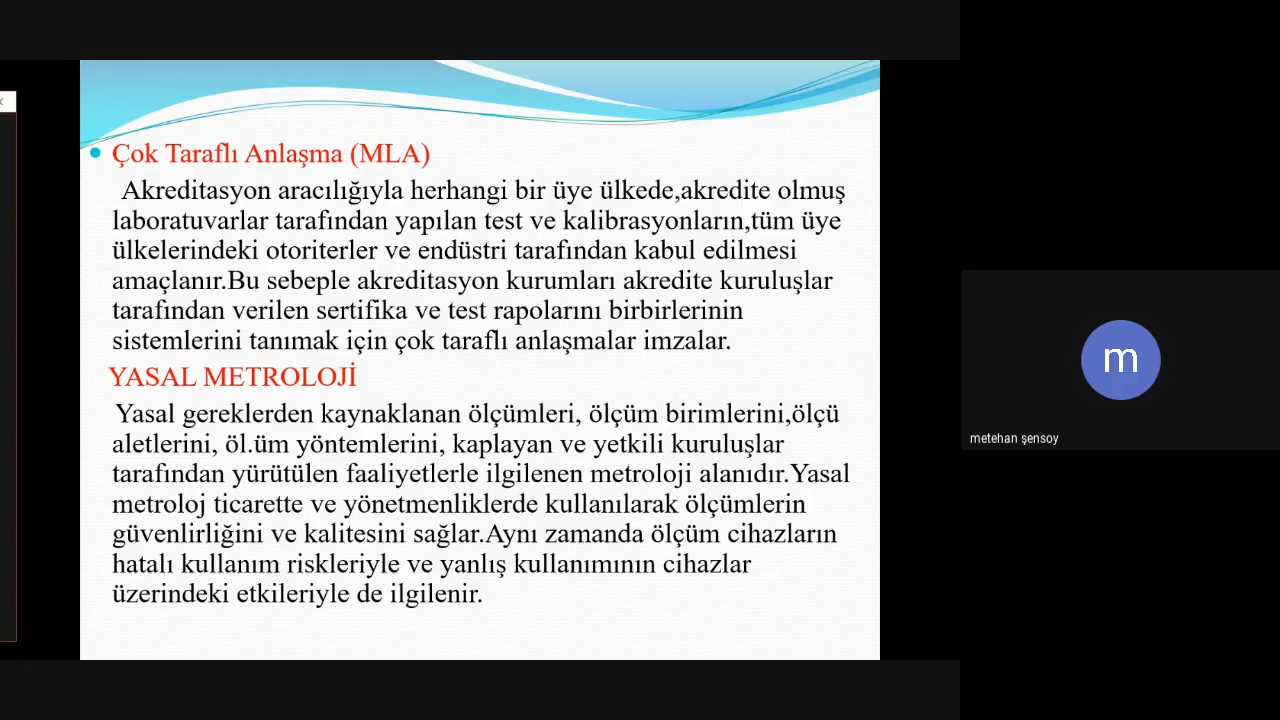 Çok Taraflı Anlaşma (MLA)
Akreditasyon aracılığıyla herhangi bir üye ülkede,akredite olmuş
laboratuvarlar tarafından yapılan test ve kalibrasyonların,tüm üye
ülkelerindeki otoriterler ve endüstri tarafından kabul edilmesi
amaçlanır.Bu sebeple akreditasyon kurumları akredite kuruluşlar
tarafından verilen sertifika ve test rapolarını birbirlerinin
sistemlerini tanımak için çok taraflı anlaşmalar imzalar.
YASAL METROLOJİ
Yasal gereklerden kaynaklanan ölçümleri, ölçüm birimlerini,ölçü
aletlerini, öl.üm yöntemlerini, kaplayan ve yetkili kuruluşlar
tarafından yürütülen faaliyetlerle ilgilenen metroloji alanıdır.Yasal
metroloj ticarette ve yönetmenliklerde kullanılarak ölçümlerin
güvenlirliğini ve kalitesini sağlar.Aynı zamanda ölçüm cihazların
hatalı kullanım riskleriyle ve yanlış kullanımının cihazlar
üzerindeki etkileriyle de ilgilenir.
m
metehan şensoy